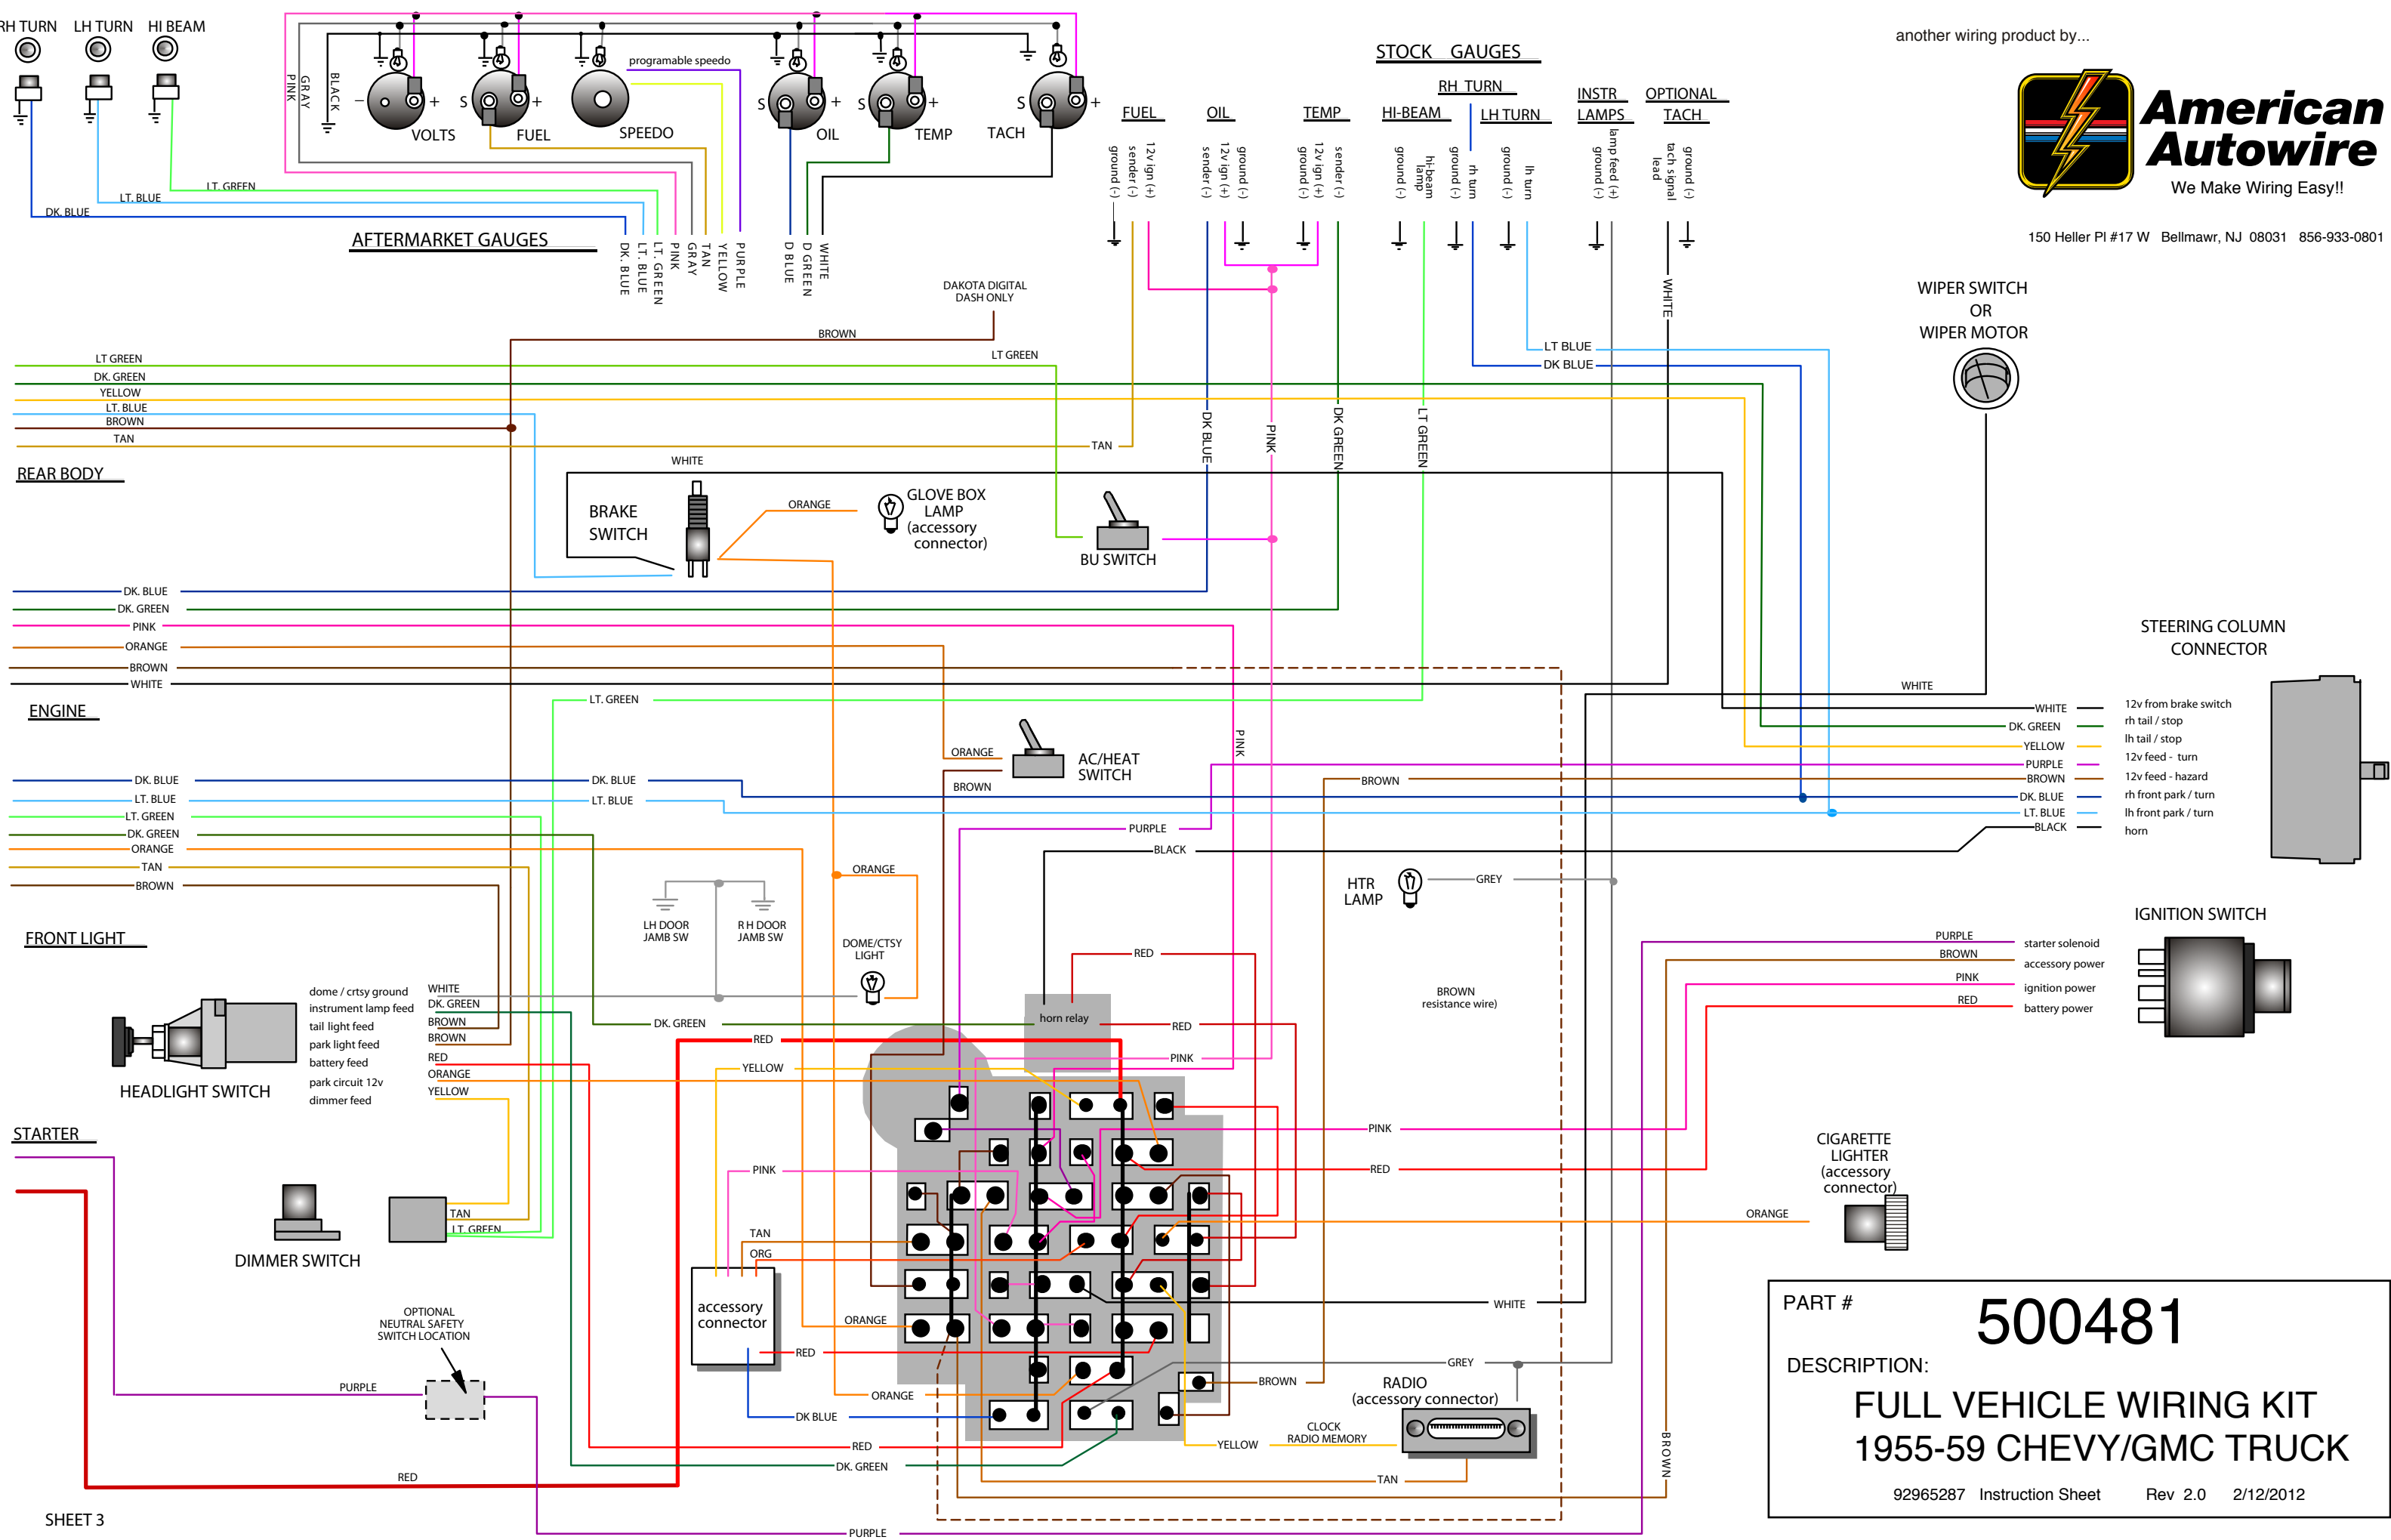 RH TURN
LH TURN
HI BEAM
PINK
GRAY
BLACK
VOLTS
FUEL
SPEEDO
programable speedo
OIL
TEMP
TACH
−
+
S
+
S
+
S
+
S
+
LT. GREEN
LT. BLUE
DK. BLUE
AFTERMARKET GAUGES
DK. BLUE
LT. BLUE
LT. GREEN
PINK
GRAY
TAN
YELLOW
PURPLE
D BLUE
D GREEN
WHITE
STOCK GAUGES
FUEL
OIL
TEMP
HI-BEAM
RH TURN
LH TURN
INSTR
LAMPS
OPTIONAL
TACH
ground (-)
sender (-)
12v ign (+)
sender (-)
12v ign (+)
ground (-)
ground (-)
12v ign (+)
sender (-)
ground (-)
hi-beam
lamp
ground (-)
rh turn
ground (-)
lh turn
ground (-)
lamp feed (+)
tach signal
lead
ground (-)
another wiring product by...
American
Autowire
We Make Wiring Easy!!
150 Heller Pl #17 W Bellmawr, NJ 08031 856-933-0801
WIPER SWITCH
OR
WIPER MOTOR
DAKOTA DIGITAL
DASH ONLY
BROWN
WHITE
LT BLUE
DK BLUE
LT GREEN
LT GREEN
DK. GREEN
YELLOW
LT. BLUE
BROWN
TAN
TAN
REAR BODY
WHITE
DK BLUE
PINK
DK GREEN
LT GREEN
BRAKE
SWITCH
ORANGE
GLOVE BOX
LAMP
(accessory
connector)
BU SWITCH
DK. BLUE
DK. GREEN
PINK
ORANGE
BROWN
WHITE
ENGINE
LT. GREEN
PINK
ORANGE
AC/HEAT
SWITCH
BROWN
STEERING COLUMN
CONNECTOR
WHITE
WHITE
12v from brake switch
DK. GREEN
rh tail / stop
YELLOW
lh tail / stop
PURPLE
12v feed - turn
BROWN
12v feed - hazard
DK. BLUE
rh front park / turn
LT. BLUE
lh front park / turn
BLACK
horn
DK. BLUE
DK. BLUE
LT. BLUE
LT. BLUE
LT. GREEN
DK. GREEN
ORANGE
TAN
BROWN
BROWN
PURPLE
BLACK
FRONT LIGHT
LH DOOR
JAMB SW
R H DOOR
JAMB SW
ORANGE
DOME/CTSY
LIGHT
HTR
LAMP
GREY
IGNITION SWITCH
PURPLE
starter solenoid
BROWN
accessory power
PINK
ignition power
RED
battery power
dome / crtsy ground
WHITE
instrument lamp feed
DK. GREEN
tail light feed
BROWN
park light feed
BROWN
battery feed
RED
park circuit 12v
ORANGE
dimmer feed
YELLOW
HEADLIGHT SWITCH
RED
BROWN
resistance wire)
horn relay
DK. GREEN
RED
RED
PINK
YELLOW
STARTER
PINK
RED
PINK
CIGARETTE
LIGHTER
(accessory
connector)
ORANGE
TAN
LT. GREEN
DIMMER SWITCH
TAN
ORG
accessory
connector
OPTIONAL
NEUTRAL SAFETY
SWITCH LOCATION
ORANGE
RED
WHITE
GREY
PURPLE
ORANGE
BROWN
RADIO
(accessory connector)
DK BLUE
CLOCK
RADIO MEMORY
YELLOW
RED
DK. GREEN
RED
TAN
BROWN
PURPLE
SHEET 3
PART #
500481
DESCRIPTION:
FULL VEHICLE WIRING KIT
1955-59 CHEVY/GMC TRUCK
92965287 Instruction Sheet Rev 2.0 2/12/2012